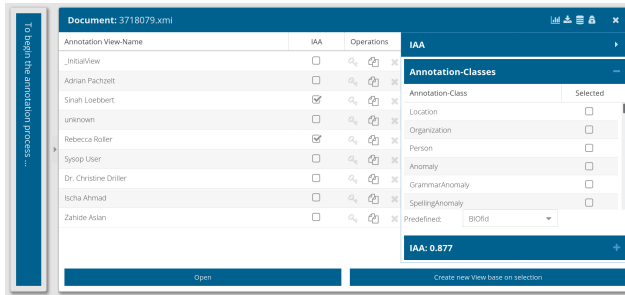 To begin the annotation process ...
Document: 3718079.xmi
Annotation View-Name IAA Operations
_InitialView
Adrian Pachzelt
Sinah Loebbert
unknown
Rebecca Roller
Sysop User
Dr. Christine Driller
Ischa Ahmad
Zahide Aslan
IAA
Annotation-Classes
Annotation-Class Selected
Location
Organization
Person
Anomaly
GrammarAnomaly
SpellingAnomaly
Predefined: BIOfid
IAA: 0.877
Open
Create new View base on selection